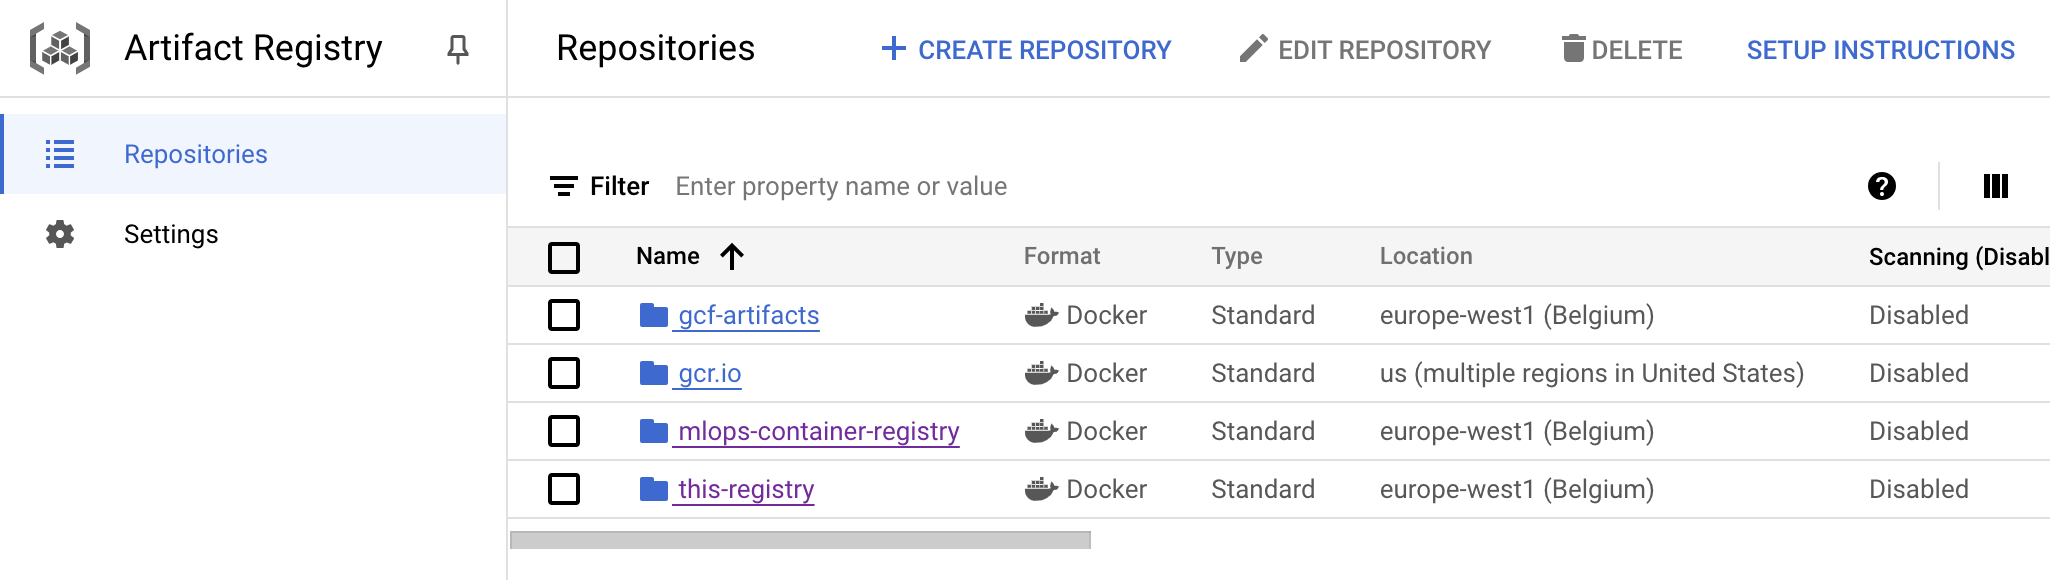 Artifact Registry
Repositories
CREATE REPOSITORY
EDIT REPOSITORY
DELETE
SETUP INSTRUCTIONS
Repositories
Settings
Filter Enter property name or value
Name Format Type Location Scanning (Disabl
gcf-artifacts Docker Standard europe-west1 (Belgium) Disabled
gcr.io Docker Standard us (multiple regions in United States) Disabled
mlops-container-registry Docker Standard europe-west1 (Belgium) Disabled
this-registry Docker Standard europe-west1 (Belgium) Disabled